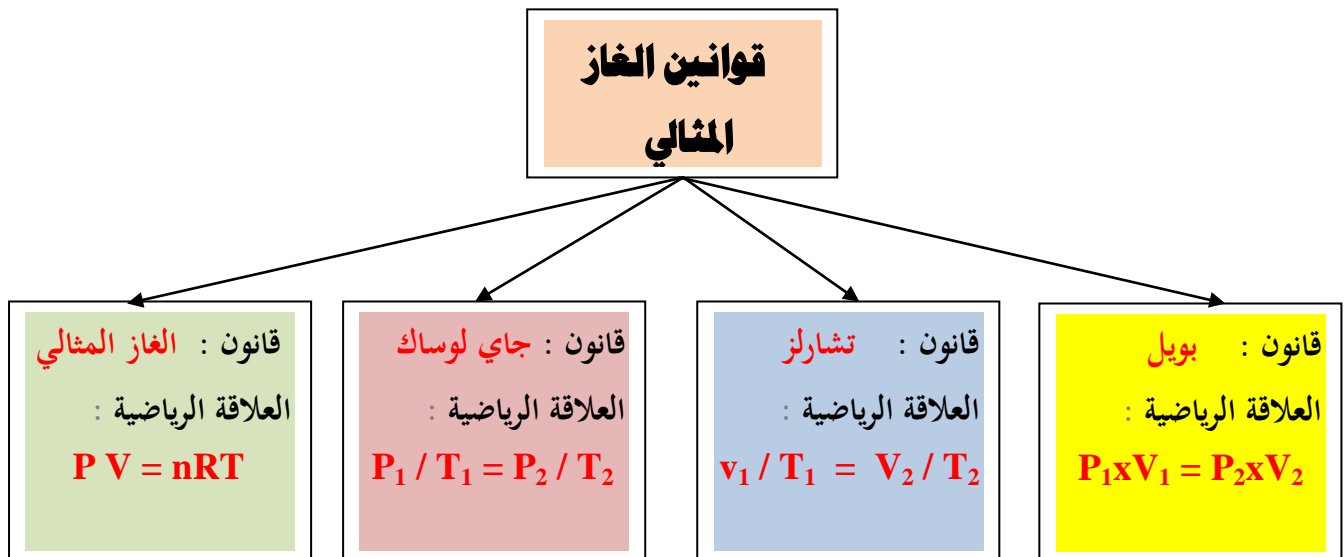 قوانين الغاز
المثالي
قانون : بويل
العلاقة الرياضية :
P₁xV₁ = P₂xV₂
قانون : تشارلز
العلاقة الرياضية :
v₁ / T₁ = V₂ / T₂
قانون : جاي لوساك
العلاقة الرياضية :
P₁ / T₁ = P₂ / T₂
قانون : الغاز المثالي
العلاقة الرياضية :
P V = nRT